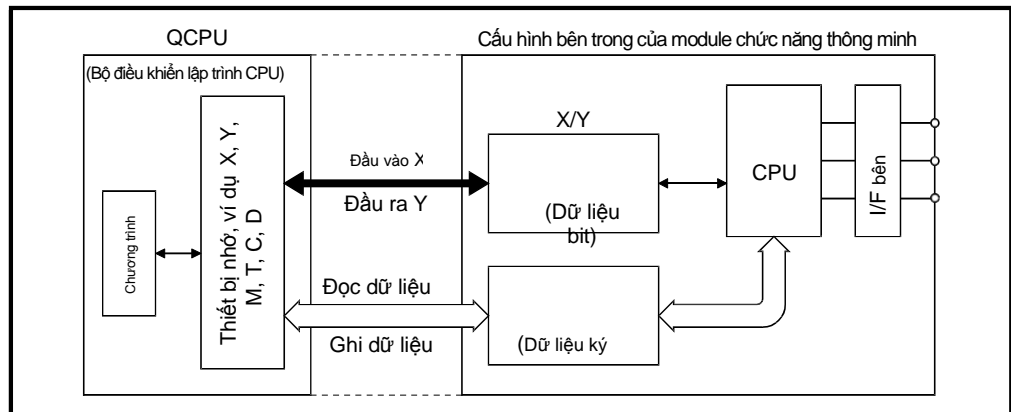 QCPU
Cấu hình bên trong của module chức năng thông minh
(Bộ điều khiển lập trình CPU)
Chương trình
Thiết bị nhớ, ví dụ X, Y,
M, T, C, D
Đầu vào X
Đầu ra Y
Đọc dữ liệu
Ghi dữ liệu
X/Y
(Dữ liệu
bit)
(Dữ liệu ký
CPU
I/F bên